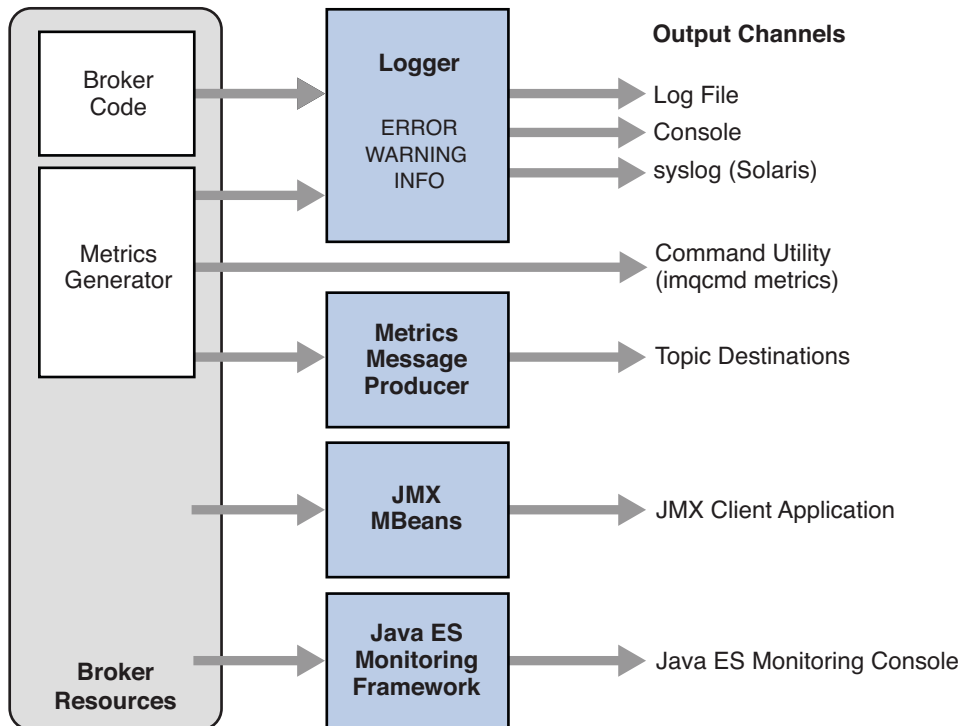 Output Channels
Broker
Code
Logger
ERROR
WARNING
INFO
Log File
Console
syslog (Solaris)
Metrics
Generator
Command Utility
(imqcmd metrics)
Metrics
Message
Producer
Topic Destinations
JMX
MBeans
JMX Client Application
Java ES
Monitoring
Framework
Java ES Monitoring Console
Broker
Resources